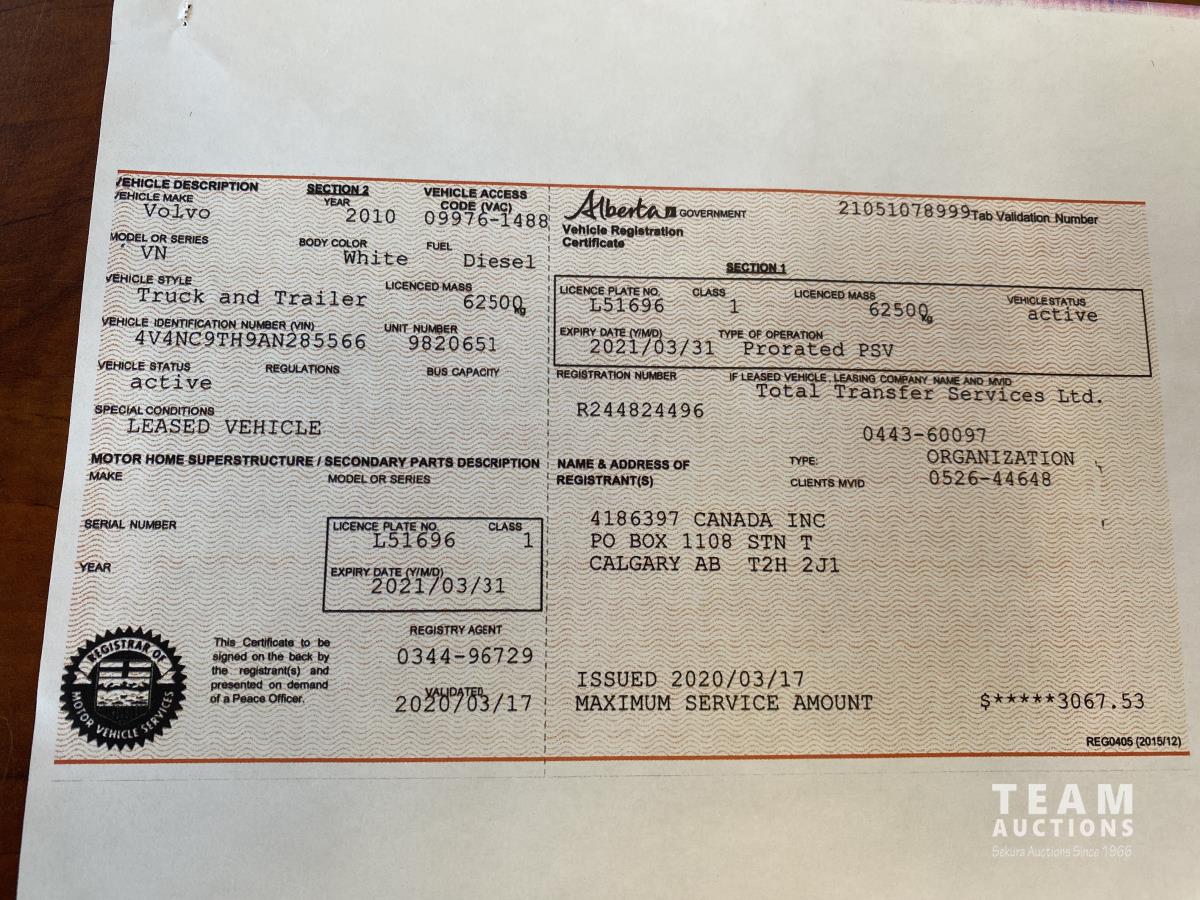 VEHICLE DESCRIPTION SECTION 2 VEHICLE ACCESS
VEHICLE MAKE YEAR CODE (VAC)
Volvo 2010 09976-1488
MODEL OR SERIES BODY COLOR FUEL
VN White Diesel
VEHICLE STYLE LICENCED MASS
Truck and Trailer 62500 kg
VEHICLE IDENTIFICATION NUMBER (VIN) UNIT NUMBER
4V4NC9TH9AN285566 9820651
VEHICLE STATUS REGULATIONS BUS CAPACITY
active
SPECIAL CONDITIONS
LEASED VEHICLE
MOTOR HOME SUPERSTRUCTURE / SECONDARY PARTS DESCRIPTION
MAKE MODEL OR SERIES
SERIAL NUMBER LICENCE PLATE NO. CLASS
L51696 1
YEAR EXPIRY DATE (Y/M/D)
2021/03/31
REGISTRY AGENT
0344-96729
VALIDATED
2020/03/17
REGISTRAR OF
MOTOR VEHICLE SERVICES
This Certificate to be
signed on the back by
the registrant(s) and
presented on demand
of a Peace Officer.
Alberta GOVERNMENT 21051078999 Tab Validation Number
Vehicle Registration
Certificate
SECTION 1
LICENCE PLATE NO. CLASS LICENCED MASS VEHICLE STATUS
L51696 1 62500 kg active
EXPIRY DATE (Y/M/D) TYPE OF OPERATION
2021/03/31 Prorated PSV
REGISTRATION NUMBER IF LEASED VEHICLE, LEASING COMPANY NAME AND MVID
Total Transfer Services Ltd.
R244824496
0443-60097
NAME & ADDRESS OF TYPE: ORGANIZATION
REGISTRANT(S) CLIENTS MVID 0526-44648
4186397 CANADA INC
PO BOX 1108 STN T
CALGARY AB T2H 2J1
ISSUED 2020/03/17
MAXIMUM SERVICE AMOUNT $*****3067.53
REG0405 (2015/12)
TEAM
AUCTIONS
Sekura Auctions Since 1966